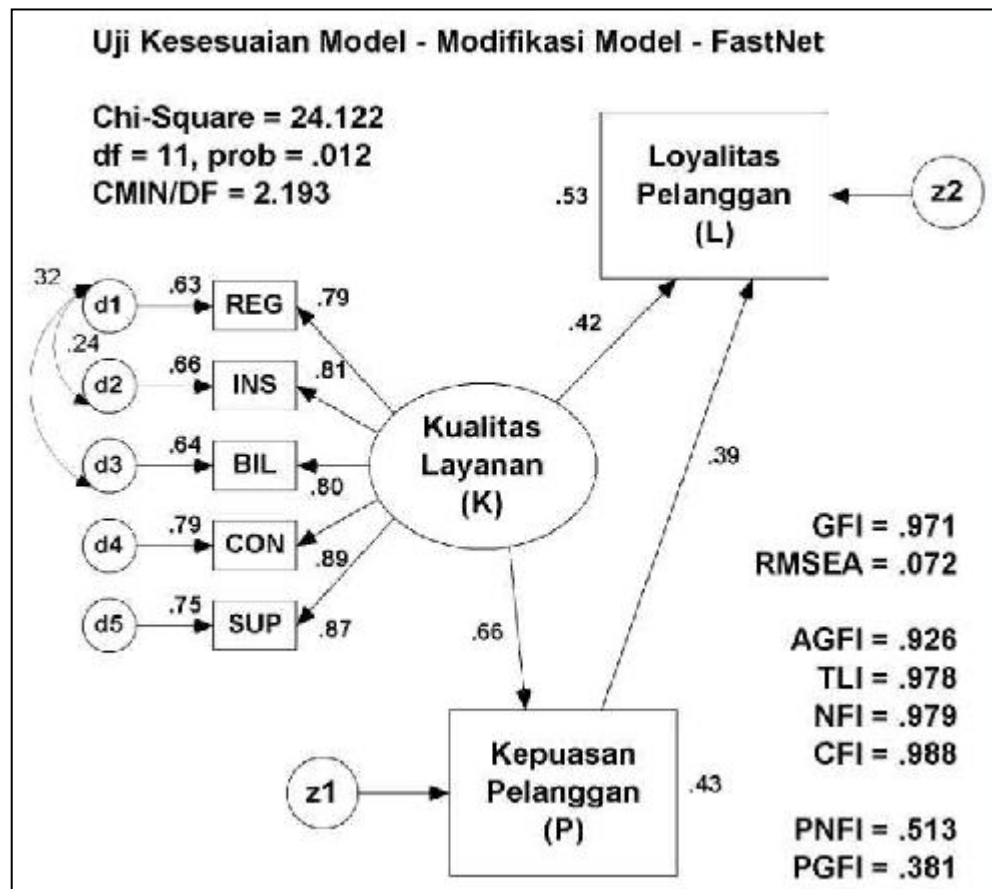 Uji Kesesuaian Model - Modifikasi Model - FastNet
Chi-Square = 24.122
df = 11, prob = .012
CMIN/DF = 2.193
Loyalitas
Pelanggan
(L)
.53
z2
32
d1
.63
REG
.79
.24
d2
.66
INS
.81
d3
.64
BIL
.80
d4
.79
CON
.89
d5
.75
SUP
.87
Kualitas
Layanan
(K)
.42
.39
.66
GFI = .971
RMSEA = .072
AGFI = .926
TLI = .978
NFI = .979
CFI = .988
PNFI = .513
PGFI = .381
z1
Kepuasan
Pelanggan
(P)
.43